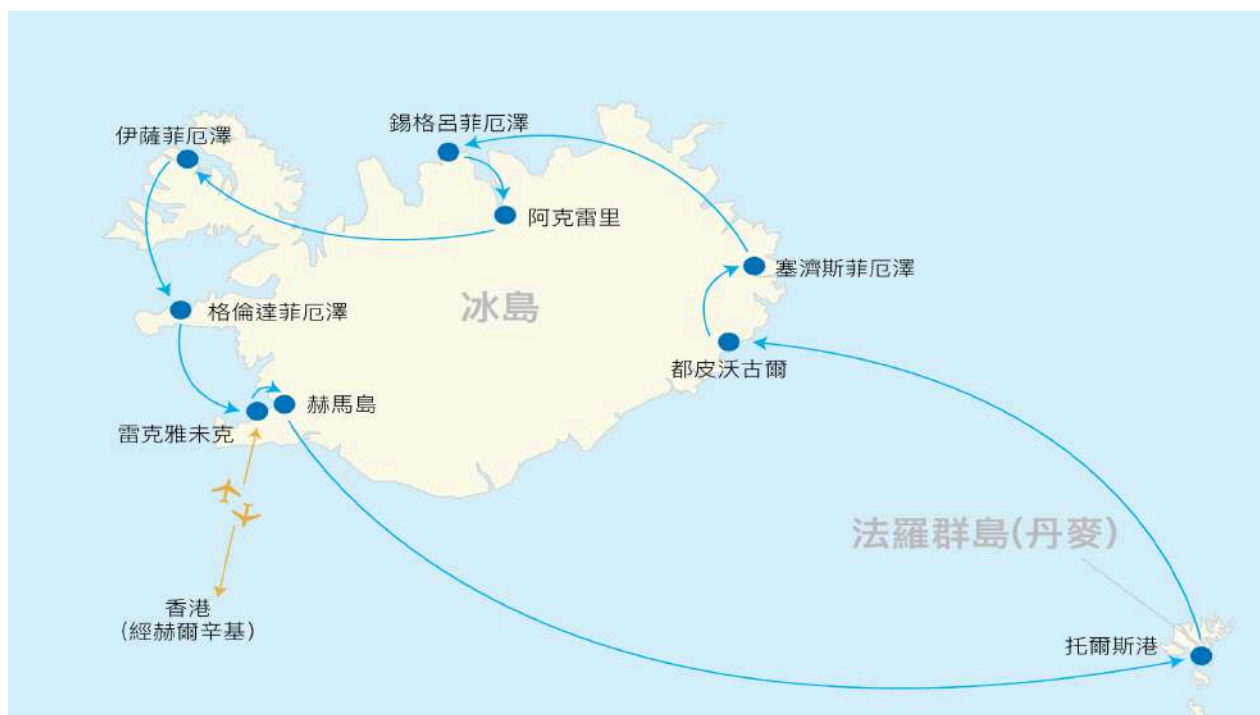 錫格呂菲厄澤
伊薩菲厄澤
阿克雷里
塞濟斯菲厄澤
冰島
格倫達菲厄澤
都皮沃古爾
赫馬島
雷克雅未克
法羅群島(丹麥)
香港
(經赫爾辛基)
托爾斯港